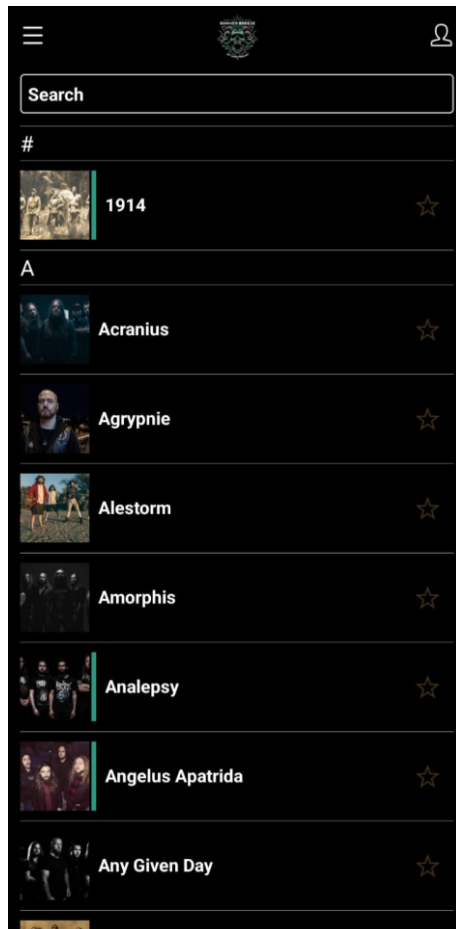 Search
#
1914
A
Acranius
Agrypnie
Alestorm
Amorphis
Analepsy
Angelus Apatrida
Any Given Day